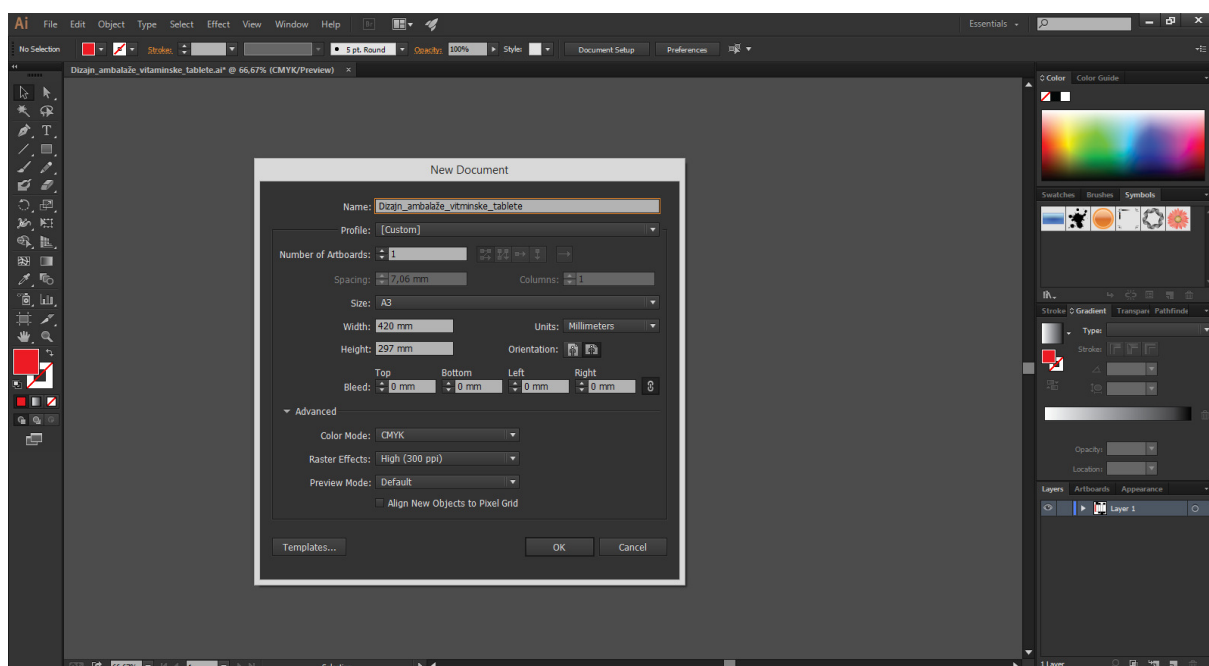 Ai File Edit Object Type Select Effect View Window Help Br Essentials
No Selection Stroke: 5 pt. Round Opacity: 100% Style: Document Setup Preferences
Dizajn_ambalaže_vitaminske_tablete.ai* @ 66,67% (CMYK/Preview) ×
Color Color Guide
New Document
Name: Dizajn_ambalaže_vitminske_tablete
Profile: [Custom]
Number of Artboards: 1
Spacing: 7,06 mm Columns: 1
Size: A3
Width: 420 mm Units: Millimeters
Height: 297 mm Orientation:
Top Bottom Left Right
Bleed: 0 mm 0 mm 0 mm 0 mm
Advanced
Color Mode: CMYK
Raster Effects: High (300 ppi)
Preview Mode: Default
Align New Objects to Pixel Grid
Templates... OK Cancel
Swatches Brushes Symbols
Stroke Gradient Transpar Pathfinde
Type:
Stroke:
Opacity:
Location:
Layers Artboards Appearance
Layer 1
1 Layer